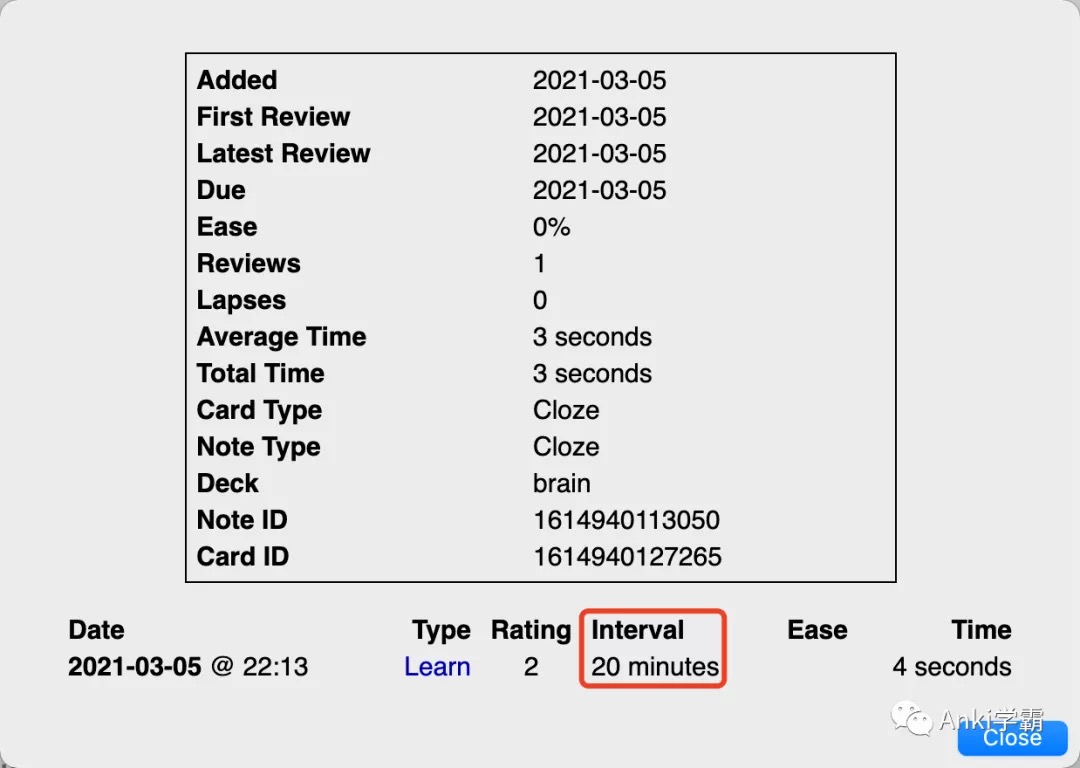 Added 2021-03-05
First Review 2021-03-05
Latest Review 2021-03-05
Due 2021-03-05
Ease 0%
Reviews 1
Lapses 0
Average Time 3 seconds
Total Time 3 seconds
Card Type Cloze
Note Type Cloze
Deck brain
Note ID 1614940113050
Card ID 1614940127265
Date Type Rating Interval Ease Time
2021-03-05 @ 22:13 Learn 2 20 minutes 4 seconds
Anki学霸
Close